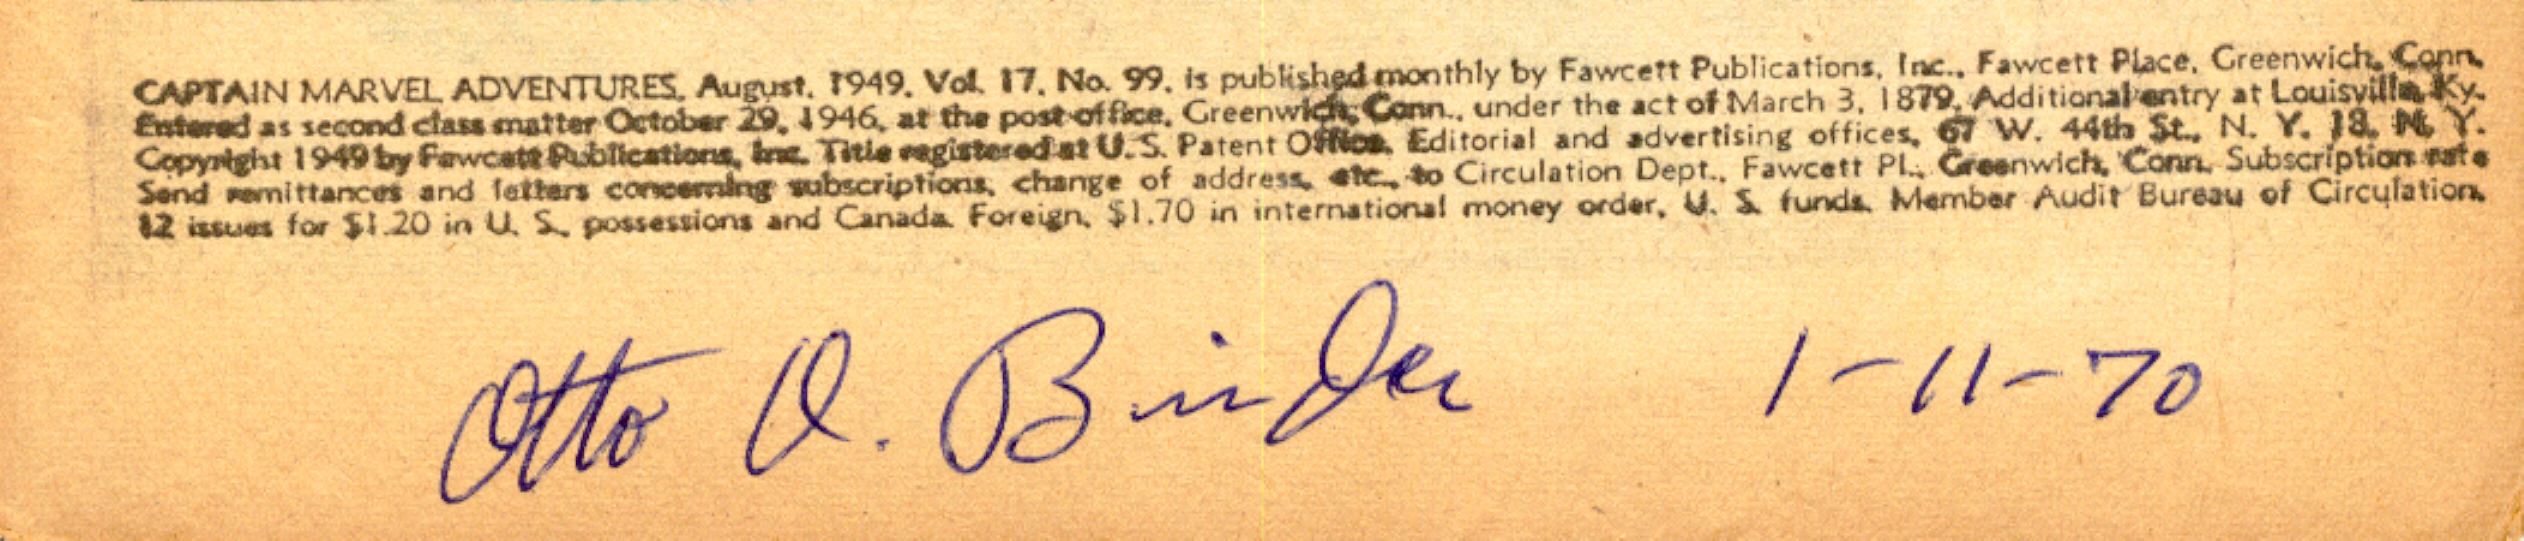 CAPTAIN MARVEL ADVENTURES, August, 1949, Vol. 17, No. 99, is published monthly by Fawcett Publications, Inc., Fawcett Place, Greenwich, Conn.
Entered as second class matter October 29, 1946, at the post office, Greenwich, Conn., under the act of March 3, 1879. Additional entry at Louisville, Ky.
Copyright 1949 by Fawcett Publications, Inc. Title registered at U. S. Patent Office. Editorial and advertising offices, 67 W. 44th St., N. Y. 18, N. Y.
Send remittances and letters concerning subscriptions, change of address, etc., to Circulation Dept., Fawcett Pl., Greenwich, Conn. Subscription rate
12 issues for $1.20 in U. S. possessions and Canada. Foreign, $1.70 in international money order, U. S. funds. Member Audit Bureau of Circulation.
Otto O. Binder 1-11-70